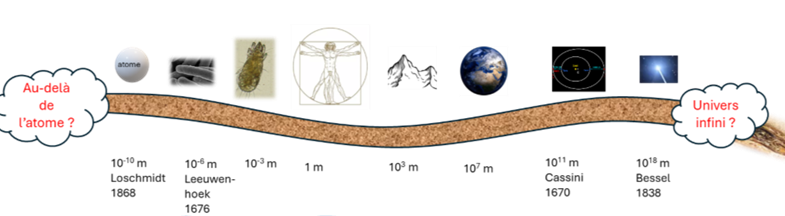 Au-delà
de
l'atome ?
atome
Univers
infini ?
10⁻¹⁰ m
Loschmidt
1868
10⁻⁶ m
Leeuwen-
hoek
1676
10⁻³ m
1 m
10³ m
10⁷ m
10¹¹ m
Cassini
1670
10¹⁸ m
Bessel
1838